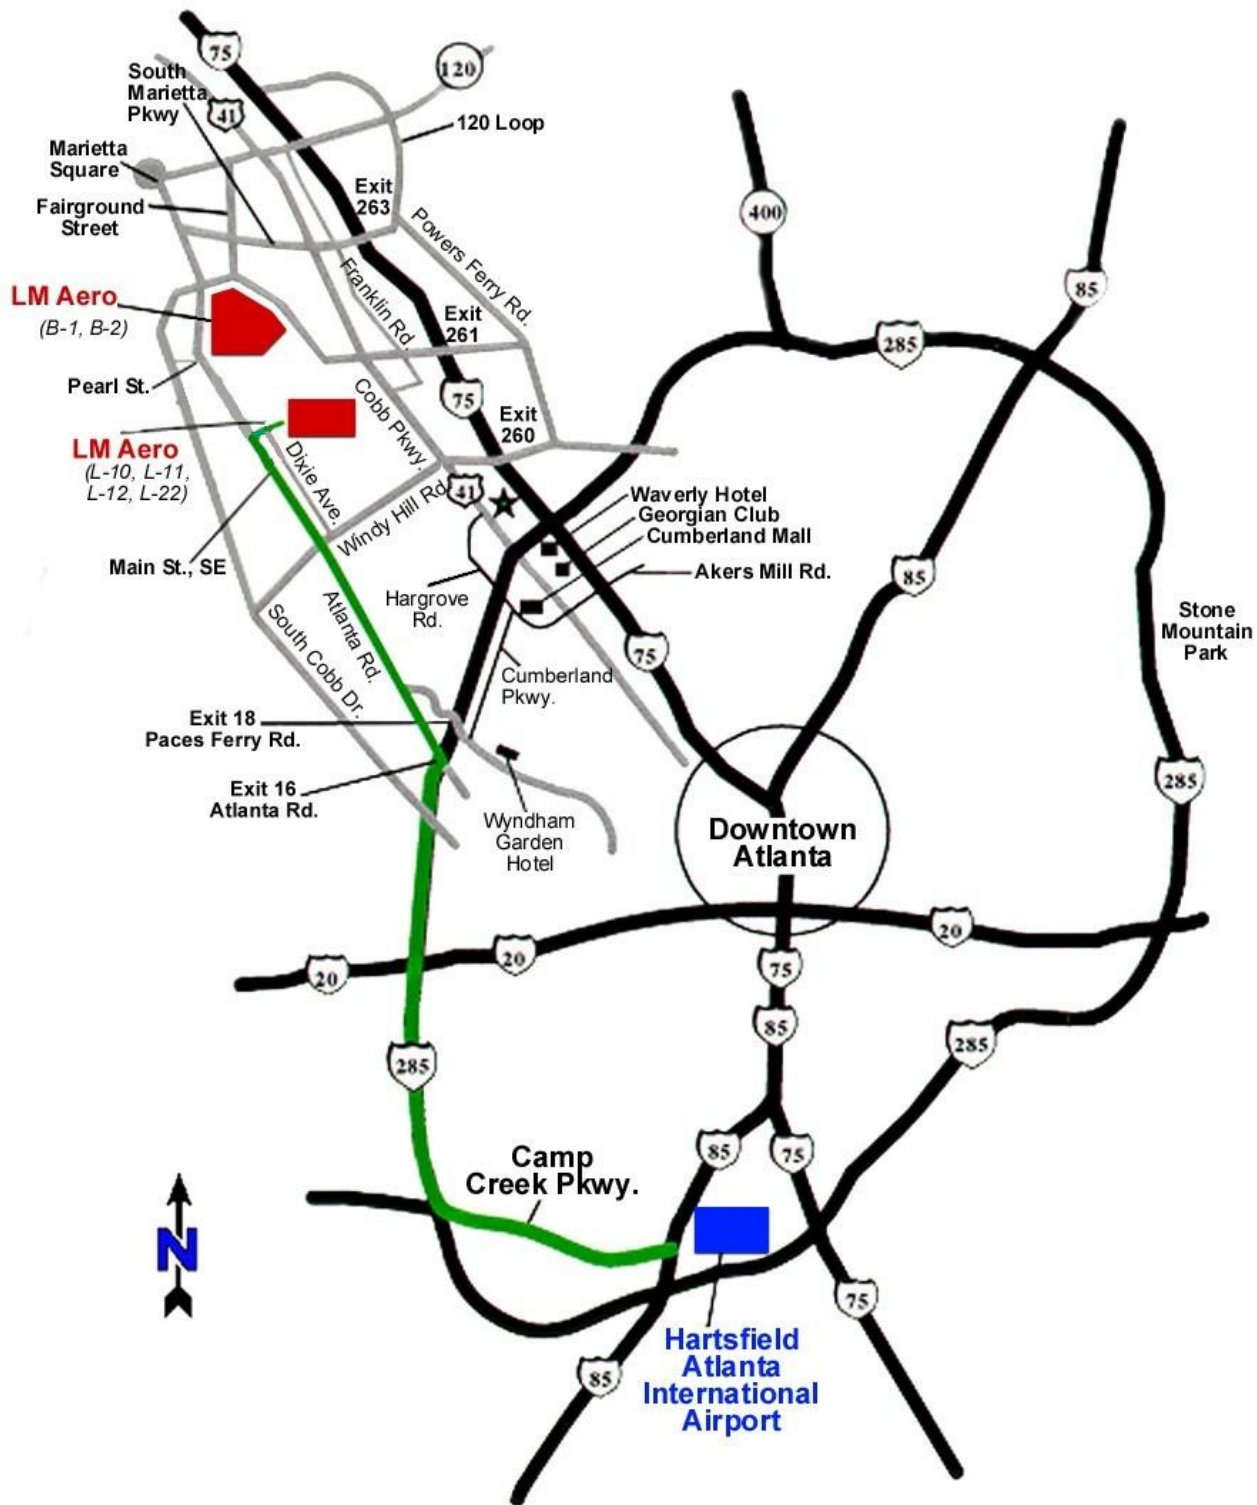 75
120
South
Marietta
Pkwy
41
120 Loop
Marietta
Square
Exit
263
Fairground
Street
Powers Ferry Rd.
400
85
Franklin Rd.
LM Aero
(B-1, B-2)
Exit
261
285
Pearl St.
75
Cobb Pkwy.
Exit
260
LM Aero
(L-10, L-11,
L-12, L-22)
Dixie Ave.
Windy Hill Rd.
41
Waverly Hotel
Georgian Club
Cumberland Mall
Akers Mill Rd.
Main St., SE
Hargrove
Rd.
85
Stone
Mountain
Park
Atlanta Rd.
South Cobb Dr.
75
Cumberland
Pkwy.
Exit 18
Paces Ferry Rd.
Exit 16
Atlanta Rd.
285
Wyndham
Garden
Hotel
Downtown
Atlanta
20
20
20
75
85
285
285
Camp
Creek Pkwy.
85
75
N
75
Hartsfield
Atlanta
International
Airport
85